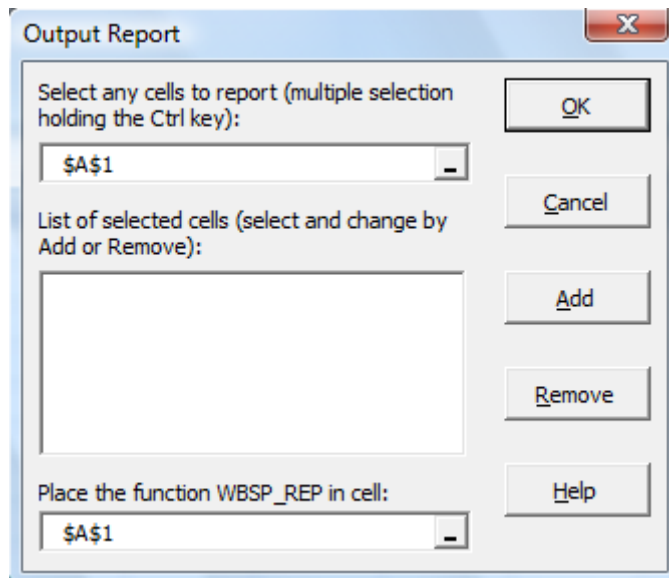 Output Report
Select any cells to report (multiple selection
holding the Ctrl key):
OK
$A$1
Cancel
List of selected cells (select and change by
Add or Remove):
Add
Remove
Place the function WBSP_REP in cell:
Help
$A$1